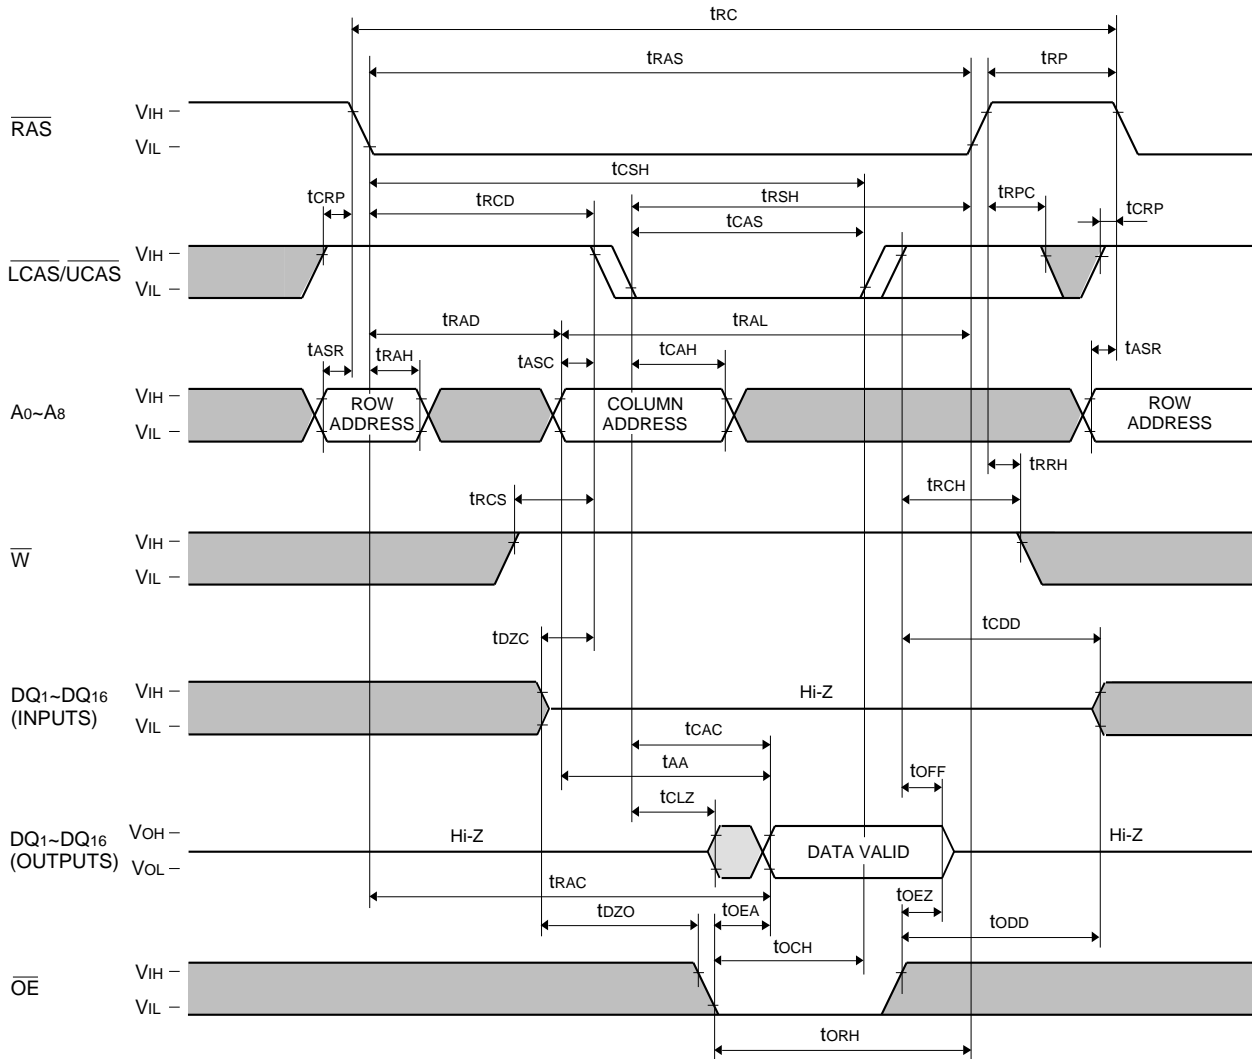 tRC
tRAS
tRP
RAS
VIH
VIL
tCSH
tCRP
tRCD
tRSH
tRPC
tCRP
tCAS
LCAS/UCAS
VIH
VIL
tRAD
tRAL
tASR
tRAH
tASC
tCAH
tASR
A0~A8
VIH
VIL
ROW ADDRESS
COLUMN ADDRESS
ROW ADDRESS
tRRH
tRCS
tRCH
W
VIH
VIL
tDZC
tCDD
DQ1~DQ16
(INPUTS)
VIH
VIL
Hi-Z
tCAC
tAA
tOFF
tCLZ
DQ1~DQ16
(OUTPUTS)
VOH
VOL
Hi-Z
DATA VALID
Hi-Z
tRAC
tDZO
tOEA
tOEZ
tODD
tOCH
OE
VIH
VIL
tORH